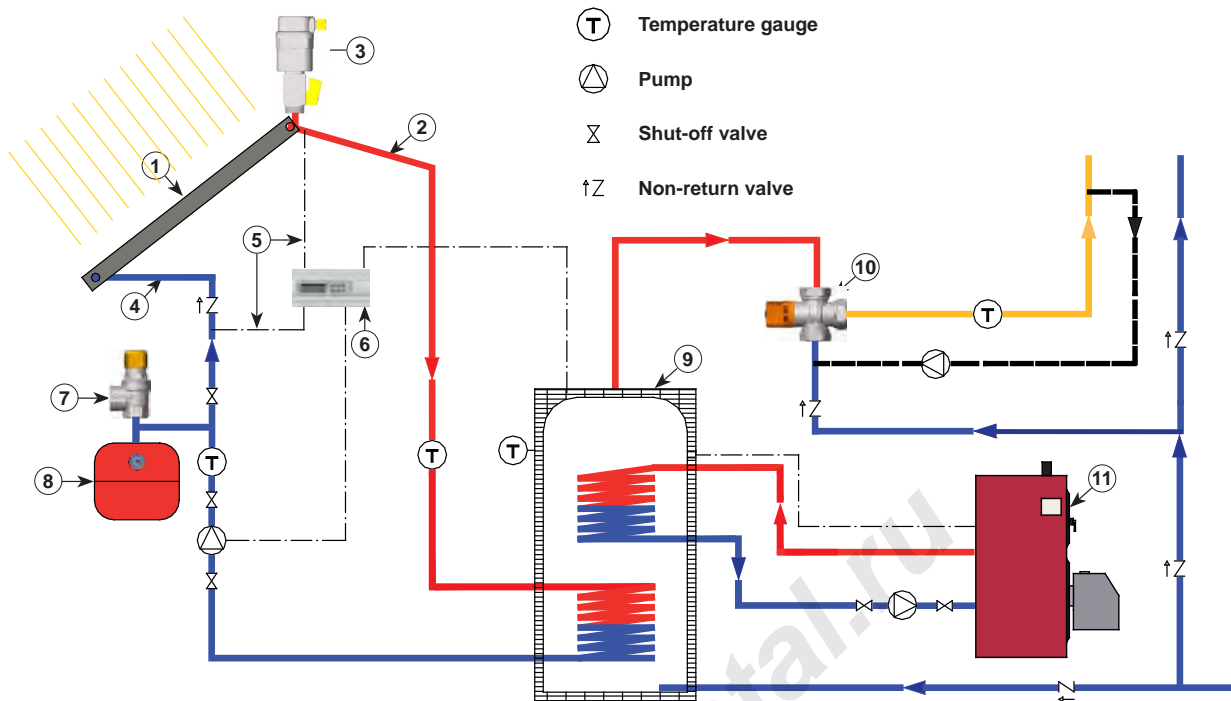 T Temperature gauge
Pump
Shut-off valve
Non-return valve
3
2
1
5
10
4
6
T
9
7
T
T
T
8
11
tal.ru